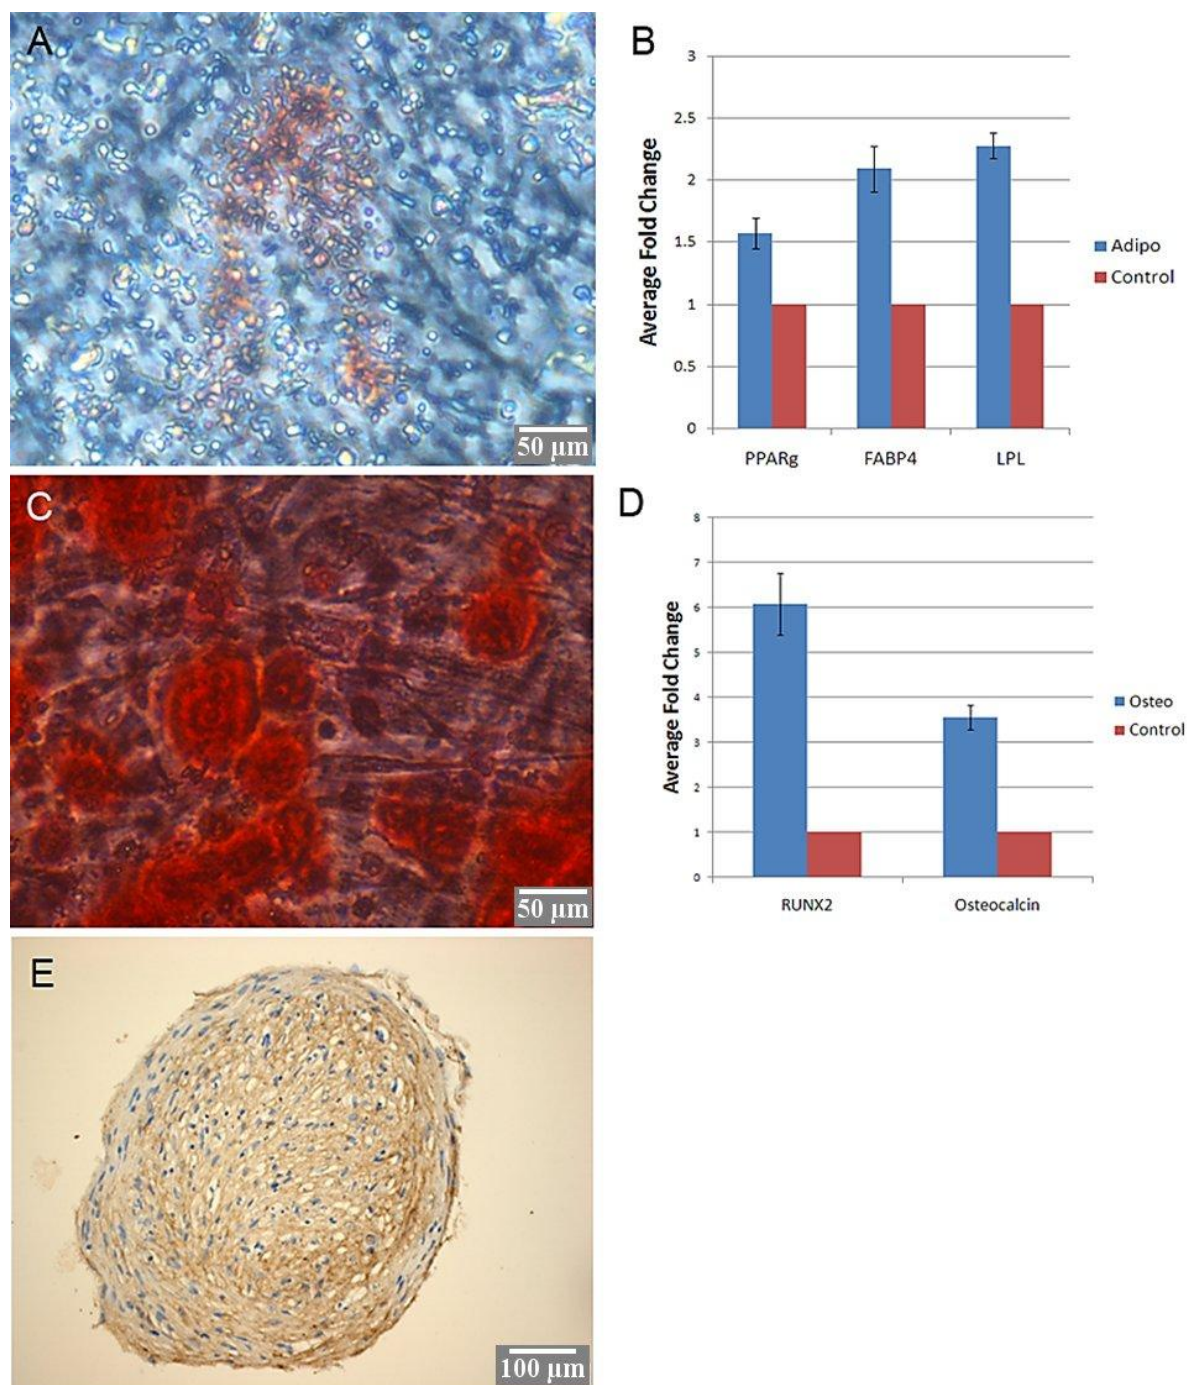 A
50 µm
B
Average Fold Change
3
2.5
2
1.5
1
0.5
0
PPARg
FABP4
LPL
Adipo
Control
C
50 µm
D
Average Fold Change
8
7
6
5
4
3
2
1
0
RUNX2
Osteocalcin
Osteo
Control
E
100 µm